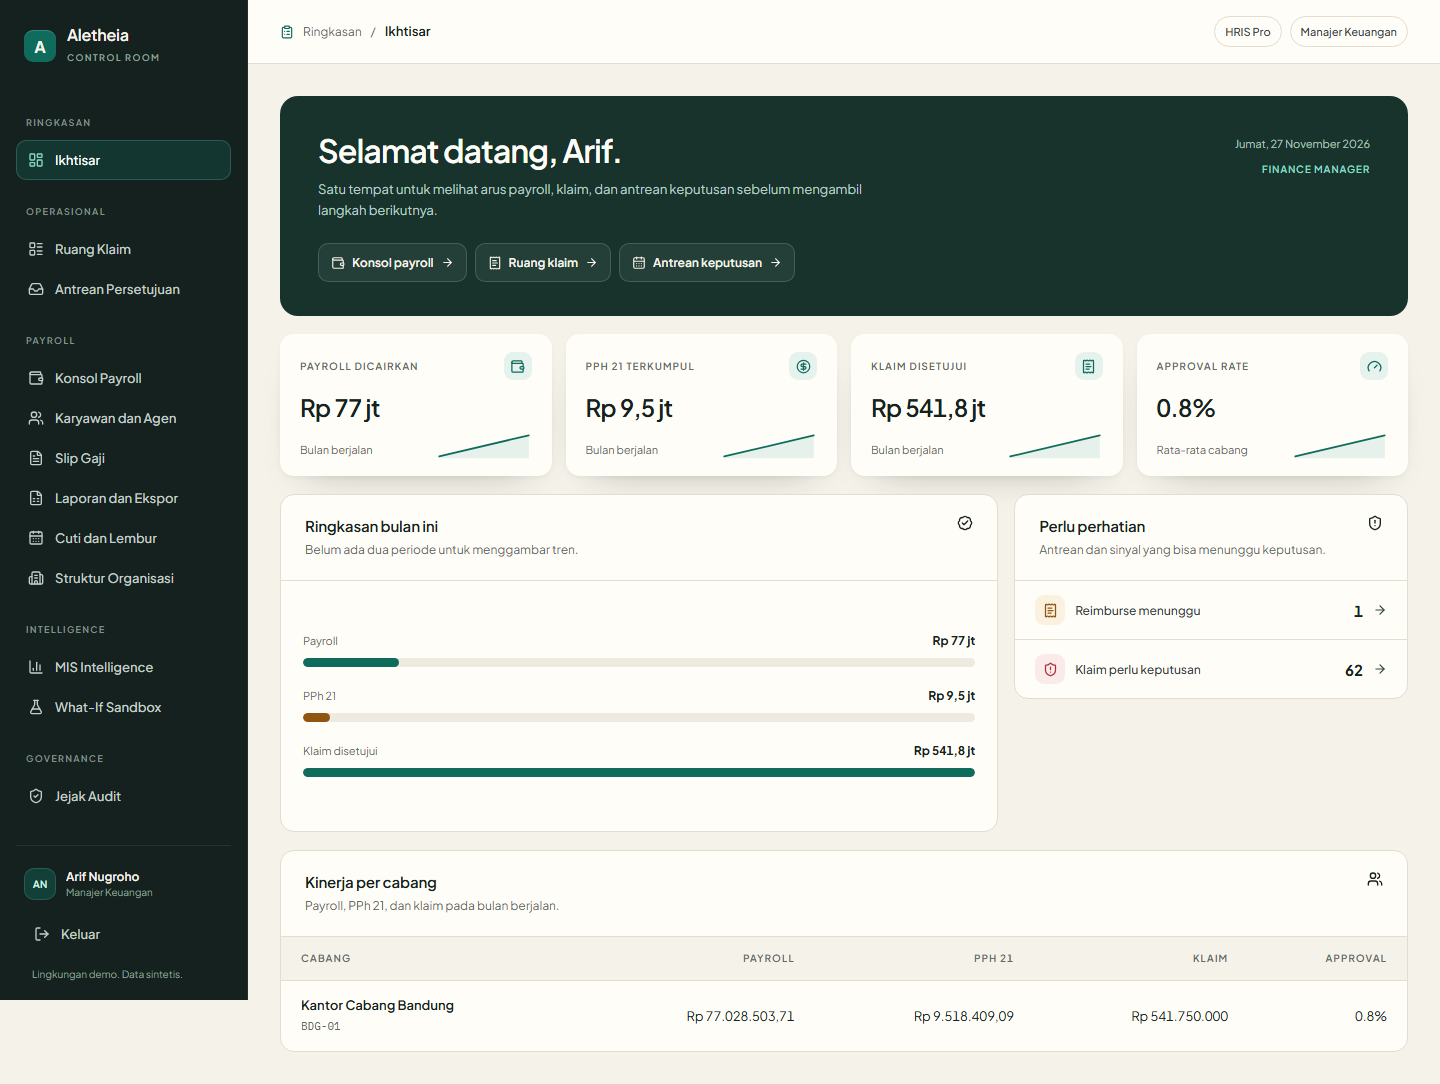 A
Aletheia
CONTROL ROOM
RINGKASAN
Ikhtisar
OPERASIONAL
Ruang Klaim
Antrean Persetujuan
PAYROLL
Konsol Payroll
Karyawan dan Agen
Slip Gaji
Laporan dan Ekspor
Cuti dan Lembur
Struktur Organisasi
INTELLIGENCE
MIS Intelligence
What-If Sandbox
GOVERNANCE
Jejak Audit
AN
Arif Nugroho
Manajer Keuangan
Keluar
Lingkungan demo. Data sintetis.
Ringkasan / Ikhtisar
HRIS Pro
Manajer Keuangan
Selamat datang, Arif.
Satu tempat untuk melihat arus payroll, klaim, dan antrean keputusan sebelum mengambil
langkah berikutnya.
Jumat, 27 November 2026
FINANCE MANAGER
Konsol payroll →
Ruang klaim →
Antrean keputusan →
PAYROLL DICAIRKAN
Rp 77 jt
Bulan berjalan
PPH 21 TERKUMPUL
Rp 9,5 jt
Bulan berjalan
KLAIM DISETUJUI
Rp 541,8 jt
Bulan berjalan
APPROVAL RATE
0.8%
Rata-rata cabang
Ringkasan bulan ini
Belum ada dua periode untuk menggambar tren.
Payroll Rp 77 jt
PPh 21 Rp 9,5 jt
Klaim disetujui Rp 541,8 jt
Perlu perhatian
Antrean dan sinyal yang bisa menunggu keputusan.
Reimburse menunggu 1 →
Klaim perlu keputusan 62 →
Kinerja per cabang
Payroll, PPh 21, dan klaim pada bulan berjalan.
CABANG PAYROLL PPH 21 KLAIM APPROVAL
Kantor Cabang Bandung Rp 77.028.503,71 Rp 9.518.409,09 Rp 541.750.000 0.8%
BDG-01